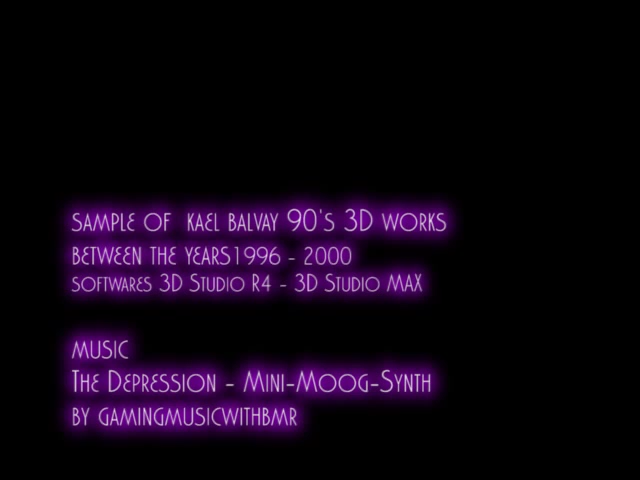 SAMPLE OF KAEL BALVAY 90'S 3D WORKS
BETWEEN THE YEARS1996 - 2000
SOFTWARES 3D STUDIO R4 - 3D STUDIO MAX
MUSIC
THE DEPRESSION - MINI-MOOG-SYNTH
BY GAMINGMUSICWITHBMR